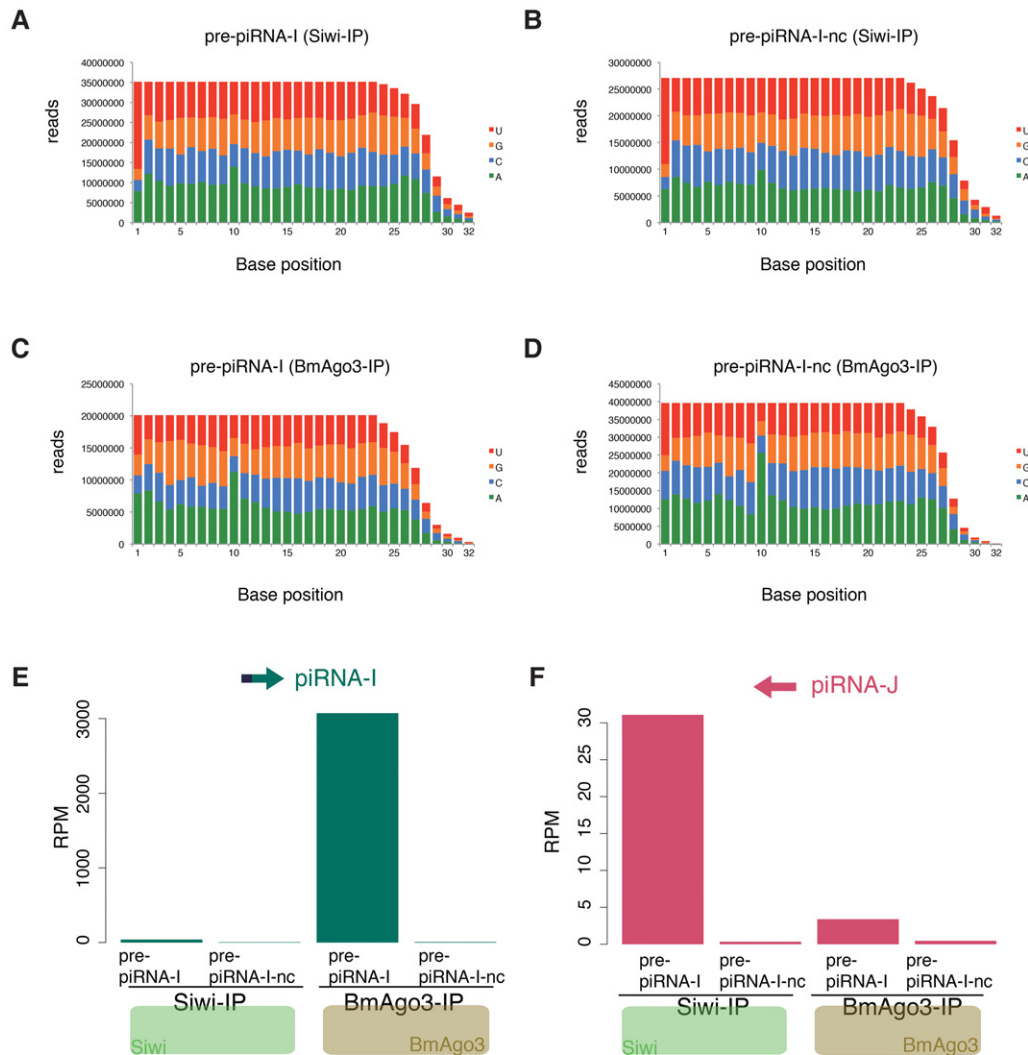 A
pre-piRNA-I (Siwi-IP)
40000000
35000000
30000000
25000000
20000000
15000000
10000000
5000000
0
reads
U
G
C
A
1
5
10
15
20
25
30
32
Base position
B
pre-piRNA-I-nc (Siwi-IP)
30000000
25000000
20000000
15000000
10000000
5000000
0
reads
U
G
C
A
1
5
10
15
20
25
30
32
Base position
C
pre-piRNA-I (BmAgo3-IP)
25000000
20000000
15000000
10000000
5000000
0
reads
U
G
C
A
1
5
10
15
20
25
30
32
Base position
D
pre-piRNA-I-nc (BmAgo3-IP)
45000000
40000000
35000000
30000000
25000000
20000000
15000000
10000000
5000000
0
reads
U
G
C
A
1
5
10
15
20
25
30
32
Base position
E
piRNA-I
3000
2000
1000
0
RPM
pre-
piRNA-I
pre-
piRNA-I-nc
pre-
piRNA-I
pre-
piRNA-I-nc
Siwi-IP
BmAgo3-IP
Siwi
BmAgo3
F
piRNA-J
30
25
20
15
10
5
0
RPM
pre-
piRNA-I
pre-
piRNA-I-nc
pre-
piRNA-I
pre-
piRNA-I-nc
Siwi-IP
BmAgo3-IP
Siwi
BmAgo3